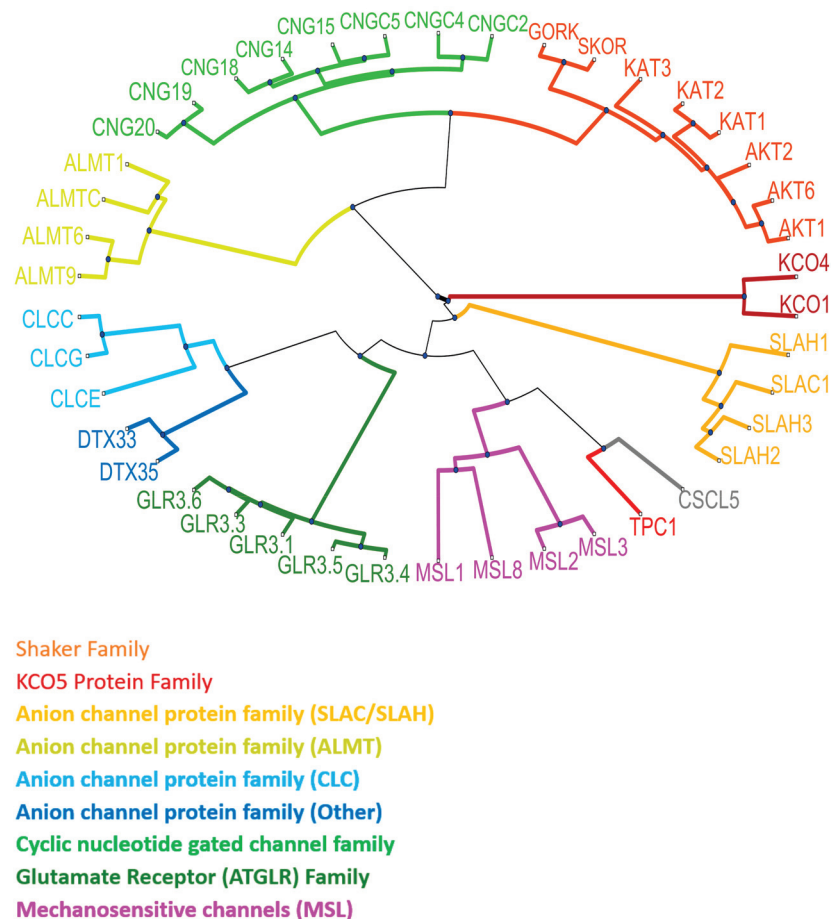 CNG20
CNG19
CNG18
CNG14
CNG15
CNGC5
CNGC4
CNGC2
GORK
SKOR
KAT3
KAT2
KAT1
AKT2
AKT6
AKT1
KCO4
KCO1
SLAH1
SLAC1
SLAH3
SLAH2
CSCL5
TPC1
MSL3
MSL2
MSL8
MSL1
GLR3.4
GLR3.5
GLR3.1
GLR3.3
GLR3.6
DTX35
DTX33
CLCE
CLCG
CLCC
ALMT9
ALMT6
ALMTC
ALMT1
Shaker Family
KCO5 Protein Family
Anion channel protein family (SLAC/SLAH)
Anion channel protein family (ALMT)
Anion channel protein family (CLC)
Anion channel protein family (Other)
Cyclic nucleotide gated channel family
Glutamate Receptor (ATGLR) Family
Mechanosensitive channels (MSL)